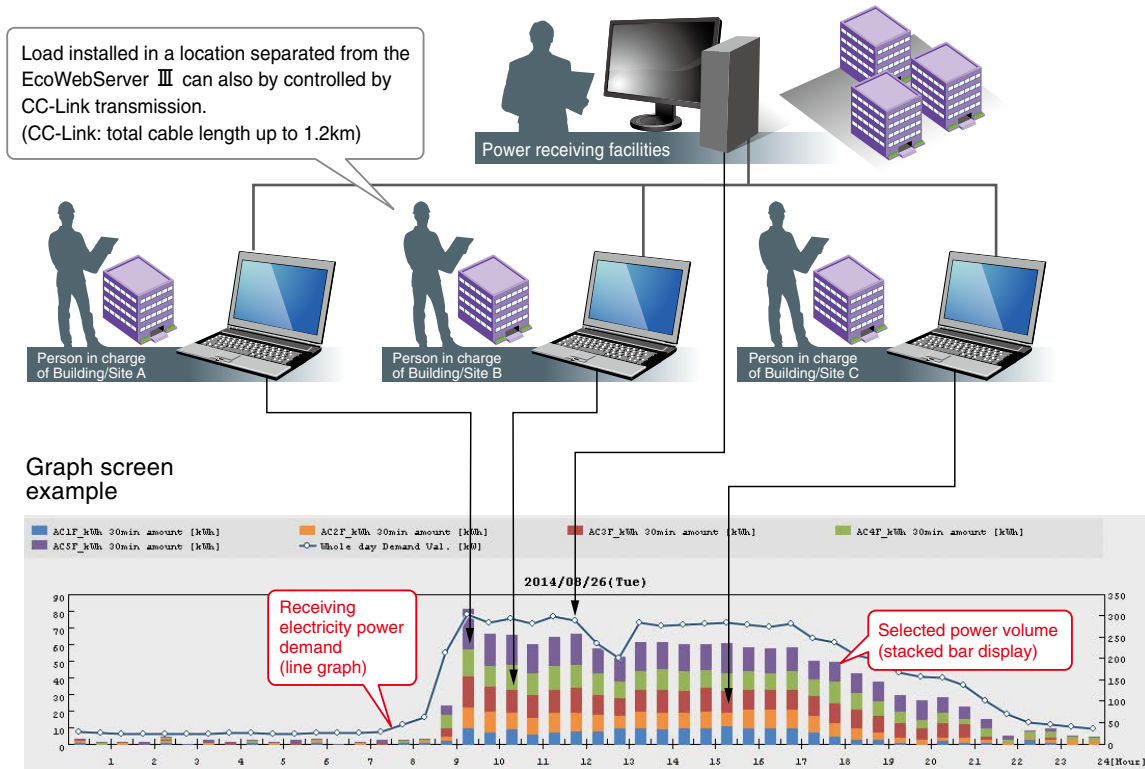 Load installed in a location separated from the
EcoWebServer Ⅲ can also by controlled by
CC-Link transmission.
(CC-Link: total cable length up to 1.2km)
Power receiving facilities
Person in charge
of Building/Site A
Person in charge
of Building/Site B
Person in charge
of Building/Site C
Graph screen
example
AC1F_kWh 30min amount [kWh]
AC2F_kWh 30min amount [kWh]
AC3F_kWh 30min amount [kWh]
AC4F_kWh 30min amount [kWh]
AC5F_kWh 30min amount [kWh]
Whole day Demand Val. [kW]
2014/08/26(Tue)
Receiving
electricity power
demand
(line graph)
Selected power volume
(stacked bar display)
90
80
70
60
50
40
30
20
10
0
350
300
250
200
150
100
50
0
1 2 3 4 5 6 7 8 9 10 11 12 13 14 15 16 17 18 19 20 21 22 23 24[Hour]